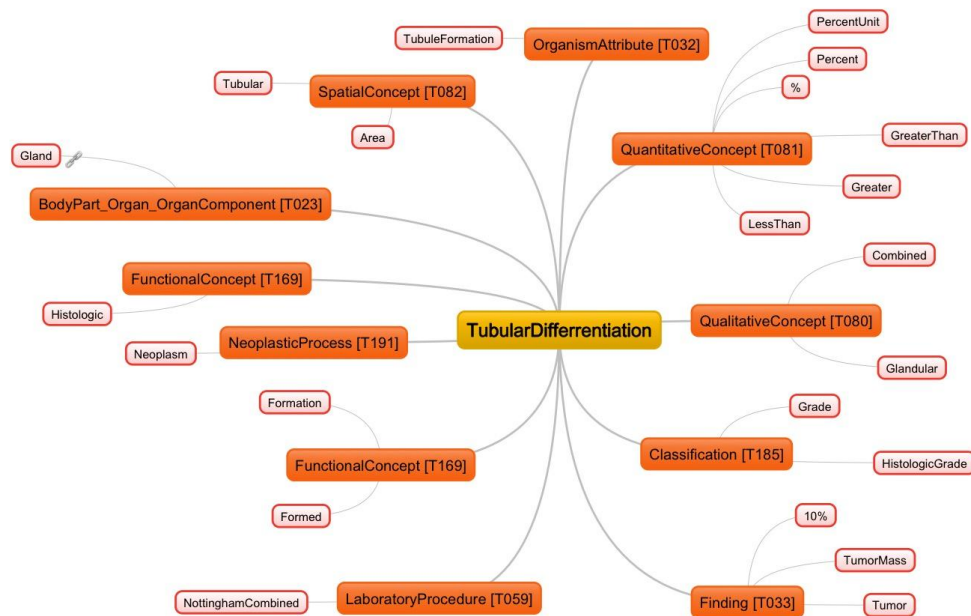 PercentUnit
TubuleFormation
OrganismAttribute [T032]
Percent
Tubular
SpatialConcept [T082]
%
Area
GreaterThan
QuantitativeConcept [T081]
Gland
Greater
BodyPart_Organ_OrganComponent [T023]
LessThan
Combined
FunctionalConcept [T169]
Histologic
QualitativeConcept [T080]
TubularDifferrentiation
NeoplasticProcess [T191]
Neoplasm
Glandular
Formation
Grade
Classification [T185]
FunctionalConcept [T169]
HistologicGrade
Formed
10%
TumorMass
LaboratoryProcedure [T059]
NottinghamCombined
Finding [T033]
Tumor